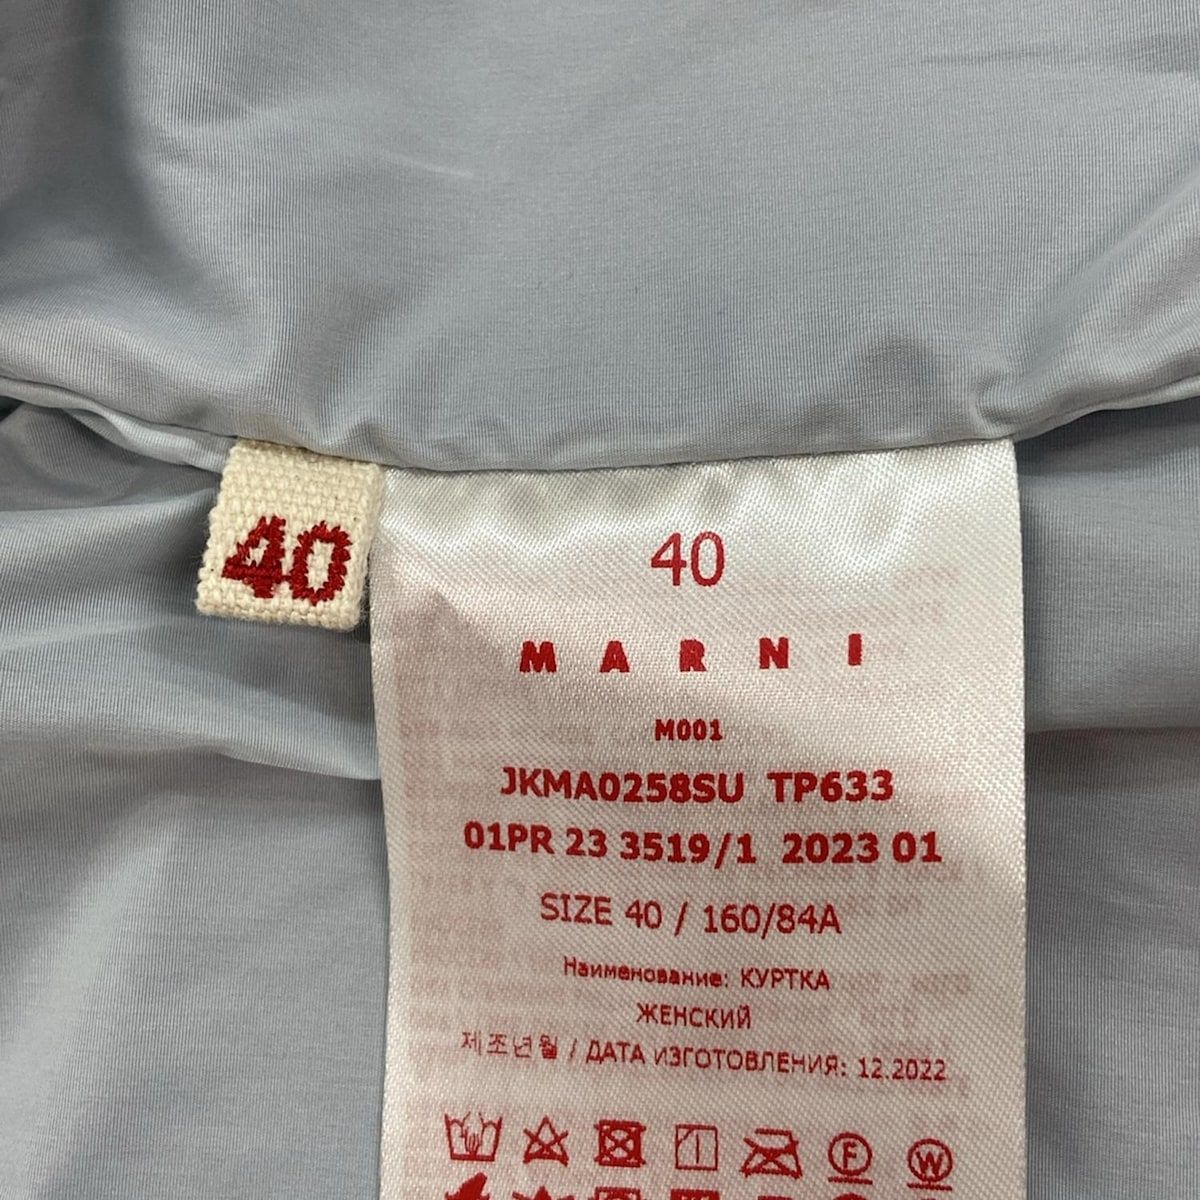 40
40
MARNI
M001
JKMA0258SU TP633
01PR 23 3519/1 2023 01
SIZE 40 / 160/84A
Наименование: КУРТКА
ЖЕНСКИЙ
제조년월 / ДАТА ИЗГОТОВЛЕНИЯ: 12.2022
F W